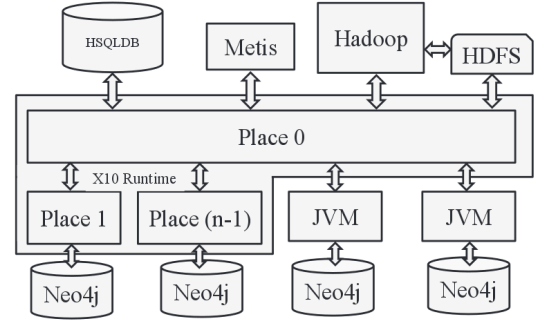 HSQLDB
Metis
Hadoop
HDFS
Place 0
X10 Runtime
Place 1
Place (n-1)
JVM
JVM
Neo4j
Neo4j
Neo4j
Neo4j